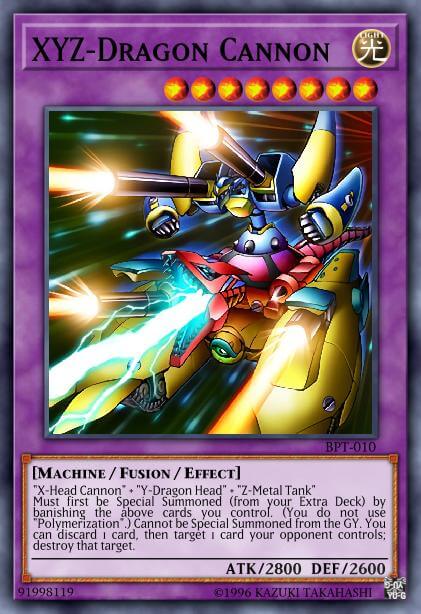 XYZ-Dragon Cannon
LIGHT
光
BPT-010
[Machine / Fusion / Effect]
"X-Head Cannon" + "Y-Dragon Head" + "Z-Metal Tank"
Must first be Special Summoned (from your Extra Deck) by
banishing the above cards you control. (You do not use
"Polymerization".) Cannot be Special Summoned from the GY. You
can discard 1 card, then target 1 card your opponent controls;
destroy that target.
ATK/2800 DEF/2600
91998119
©1996 KAZUKI TAKAHASHI